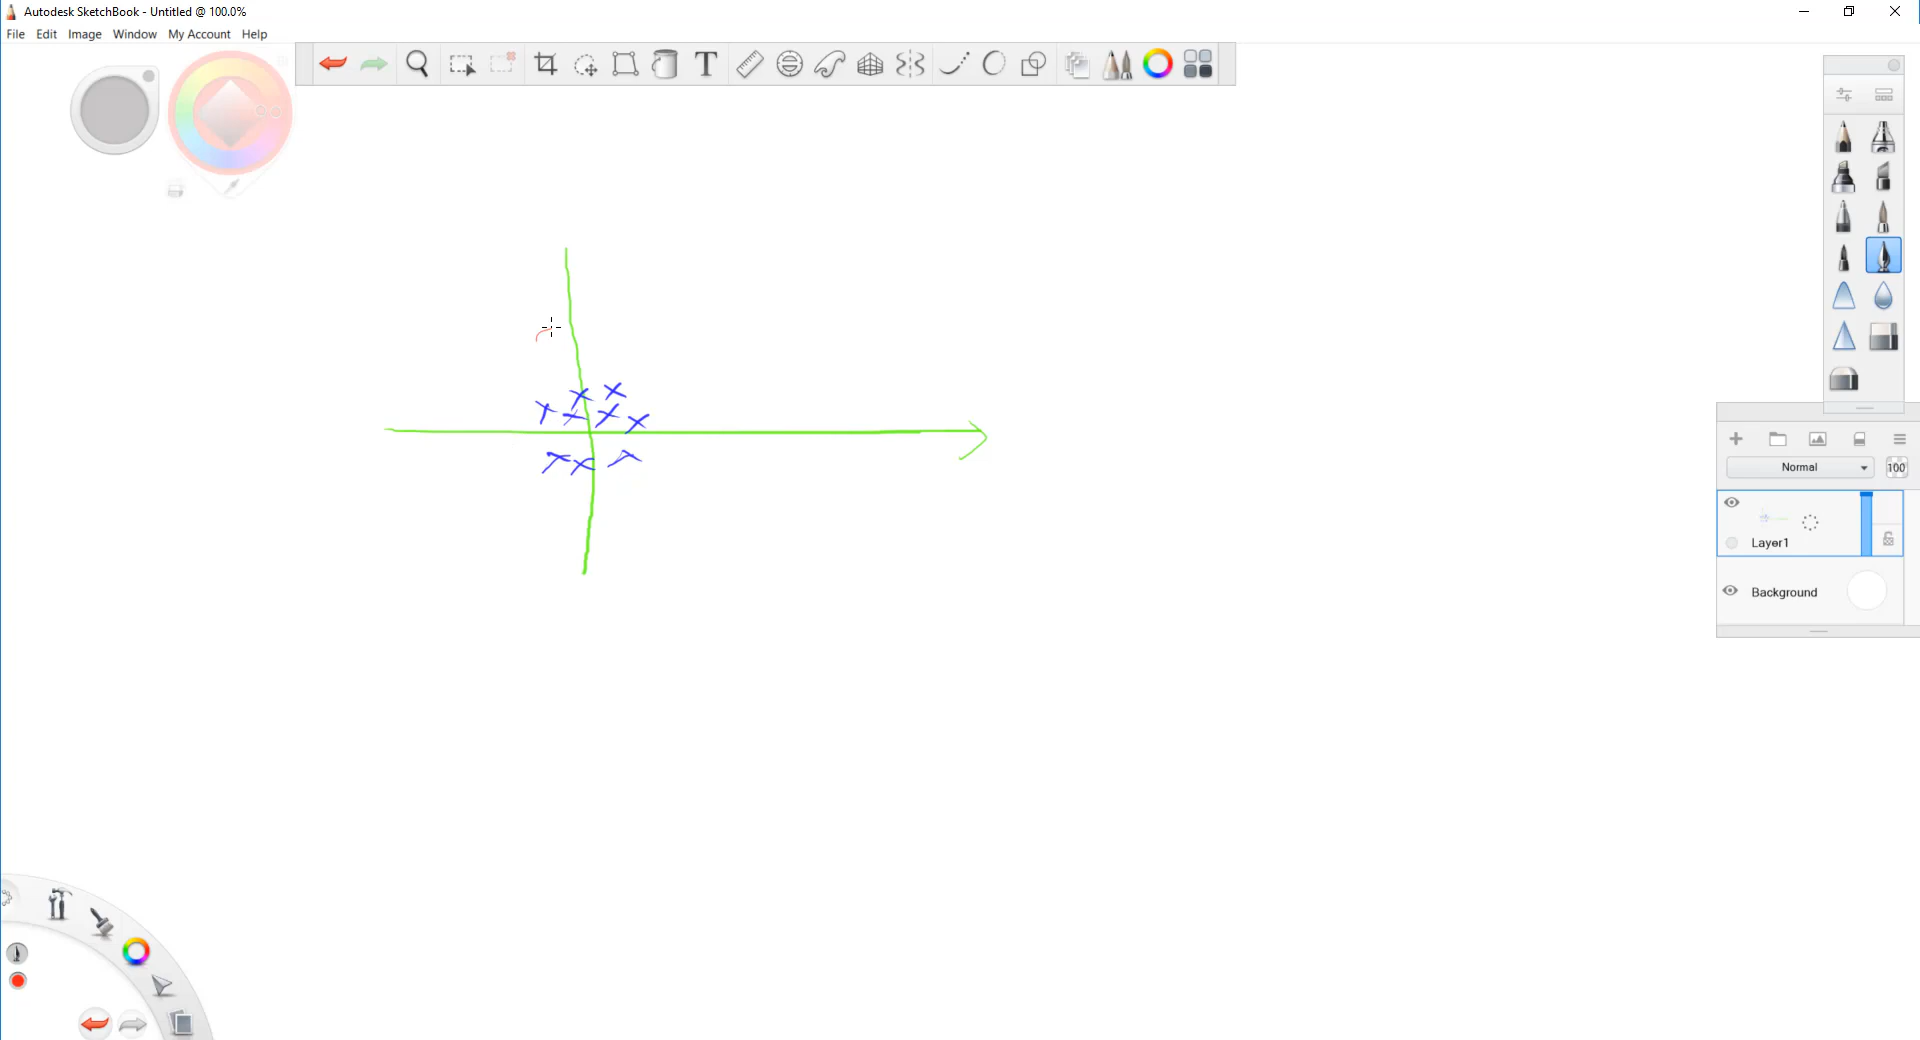 Autodesk SketchBook - Untitled @ 100.0%
File Edit Image Window My Account Help
T
x x
x x x x
x x
Normal 100
Layer1
Background